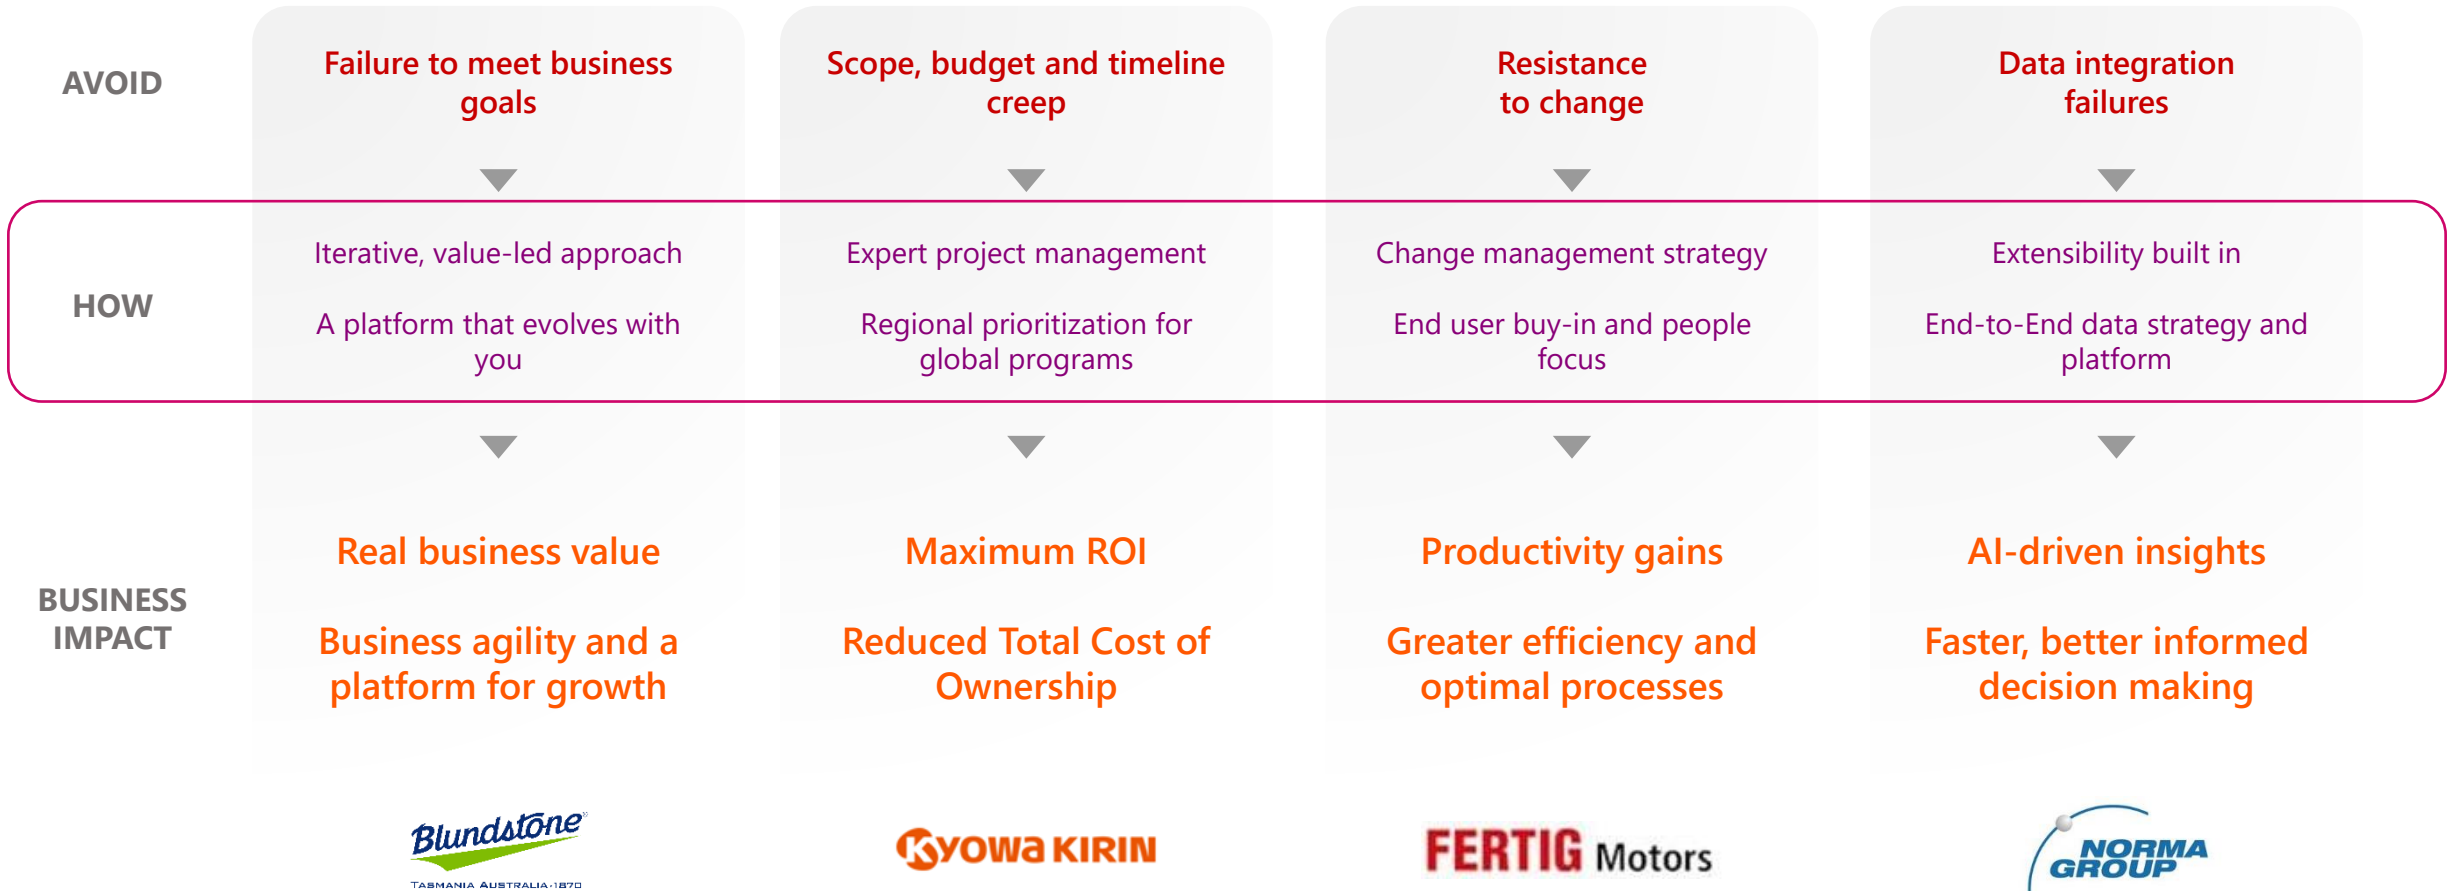 AVOID
Failure to meet business
goals
Scope, budget and timeline
creep
Resistance
to change
Data integration
failures
HOW
Iterative, value-led approach
A platform that evolves with
you
Expert project management
Regional prioritization for
global programs
Change management strategy
End user buy-in and people
focus
Extensibility built in
End-to-End data strategy and
platform
BUSINESS
IMPACT
Real business value
Business agility and a
platform for growth
Maximum ROI
Reduced Total Cost of
Ownership
Productivity gains
Greater efficiency and
optimal processes
AI-driven insights
Faster, better informed
decision making
Blundstone®
TASMANIA AUSTRALIA·1870
KYOWA KIRIN
FERTIG Motors
NORMA
GROUP